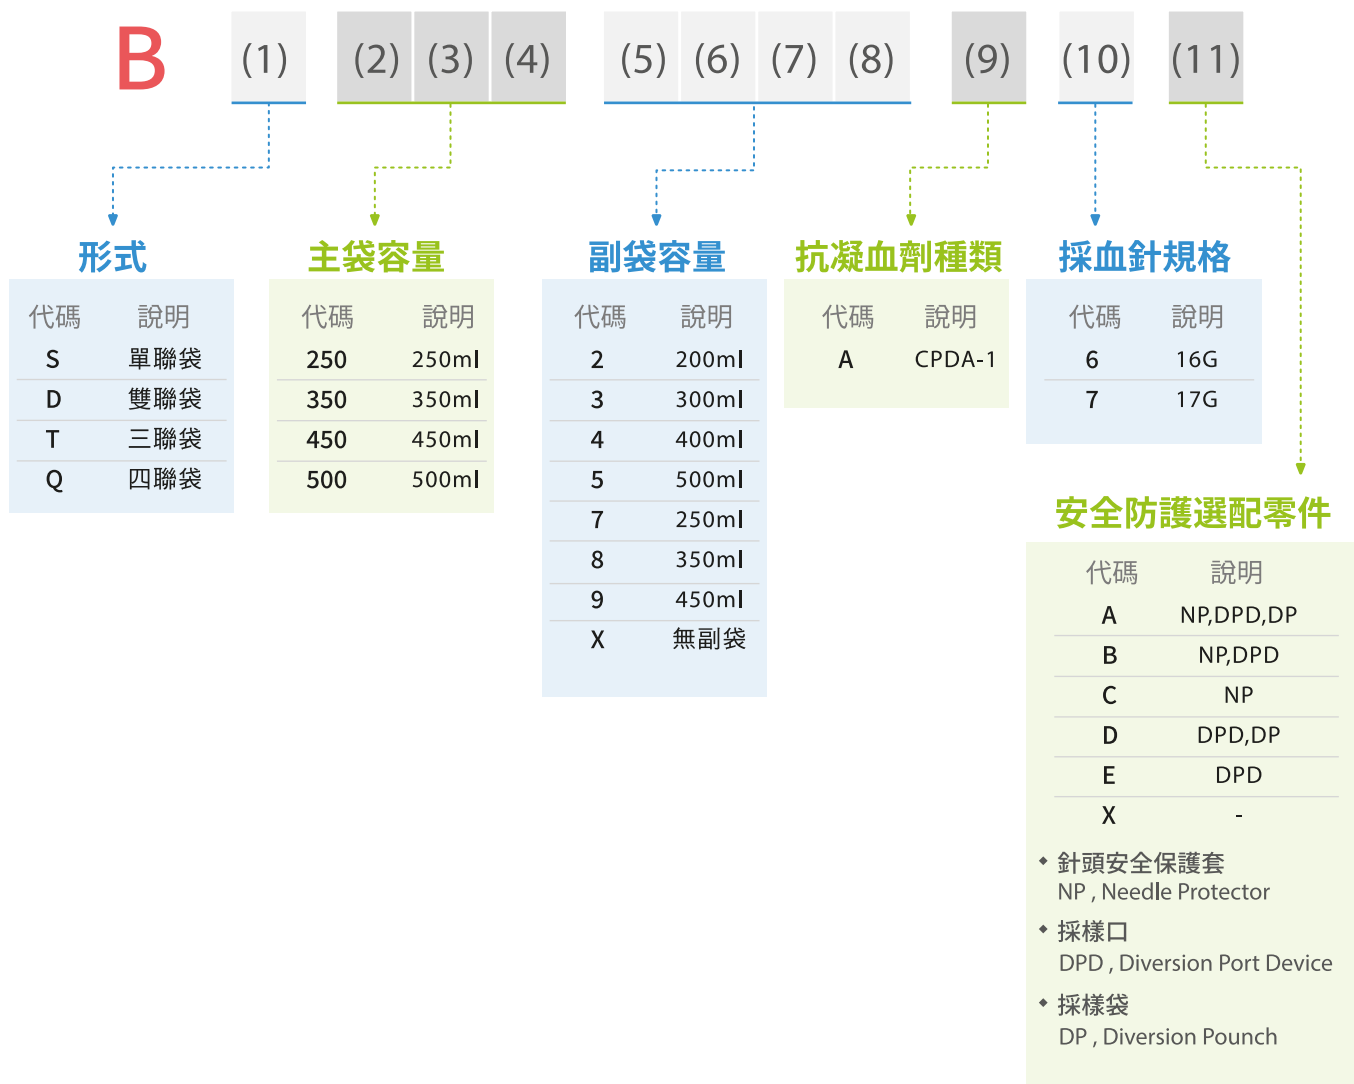 B (1) (2) (3) (4) (5) (6) (7) (8) (9) (10) (11)
形式
代碼 說明
S 單聯袋
D 雙聯袋
T 三聯袋
Q 四聯袋
主袋容量
代碼 說明
250 250ml
350 350ml
450 450ml
500 500ml
副袋容量
代碼 說明
2 200ml
3 300ml
4 400ml
5 500ml
7 250ml
8 350ml
9 450ml
X 無副袋
抗凝血劑種類
代碼 說明
A CPDA-1
採血針規格
代碼 說明
6 16G
7 17G
安全防護選配零件
代碼 說明
A NP,DPD,DP
B NP,DPD
C NP
D DPD,DP
E DPD
X -
◆ 針頭安全保護套
NP , Needle Protector
◆ 採樣口
DPD , Diversion Port Device
◆ 採樣袋
DP , Diversion Pounch